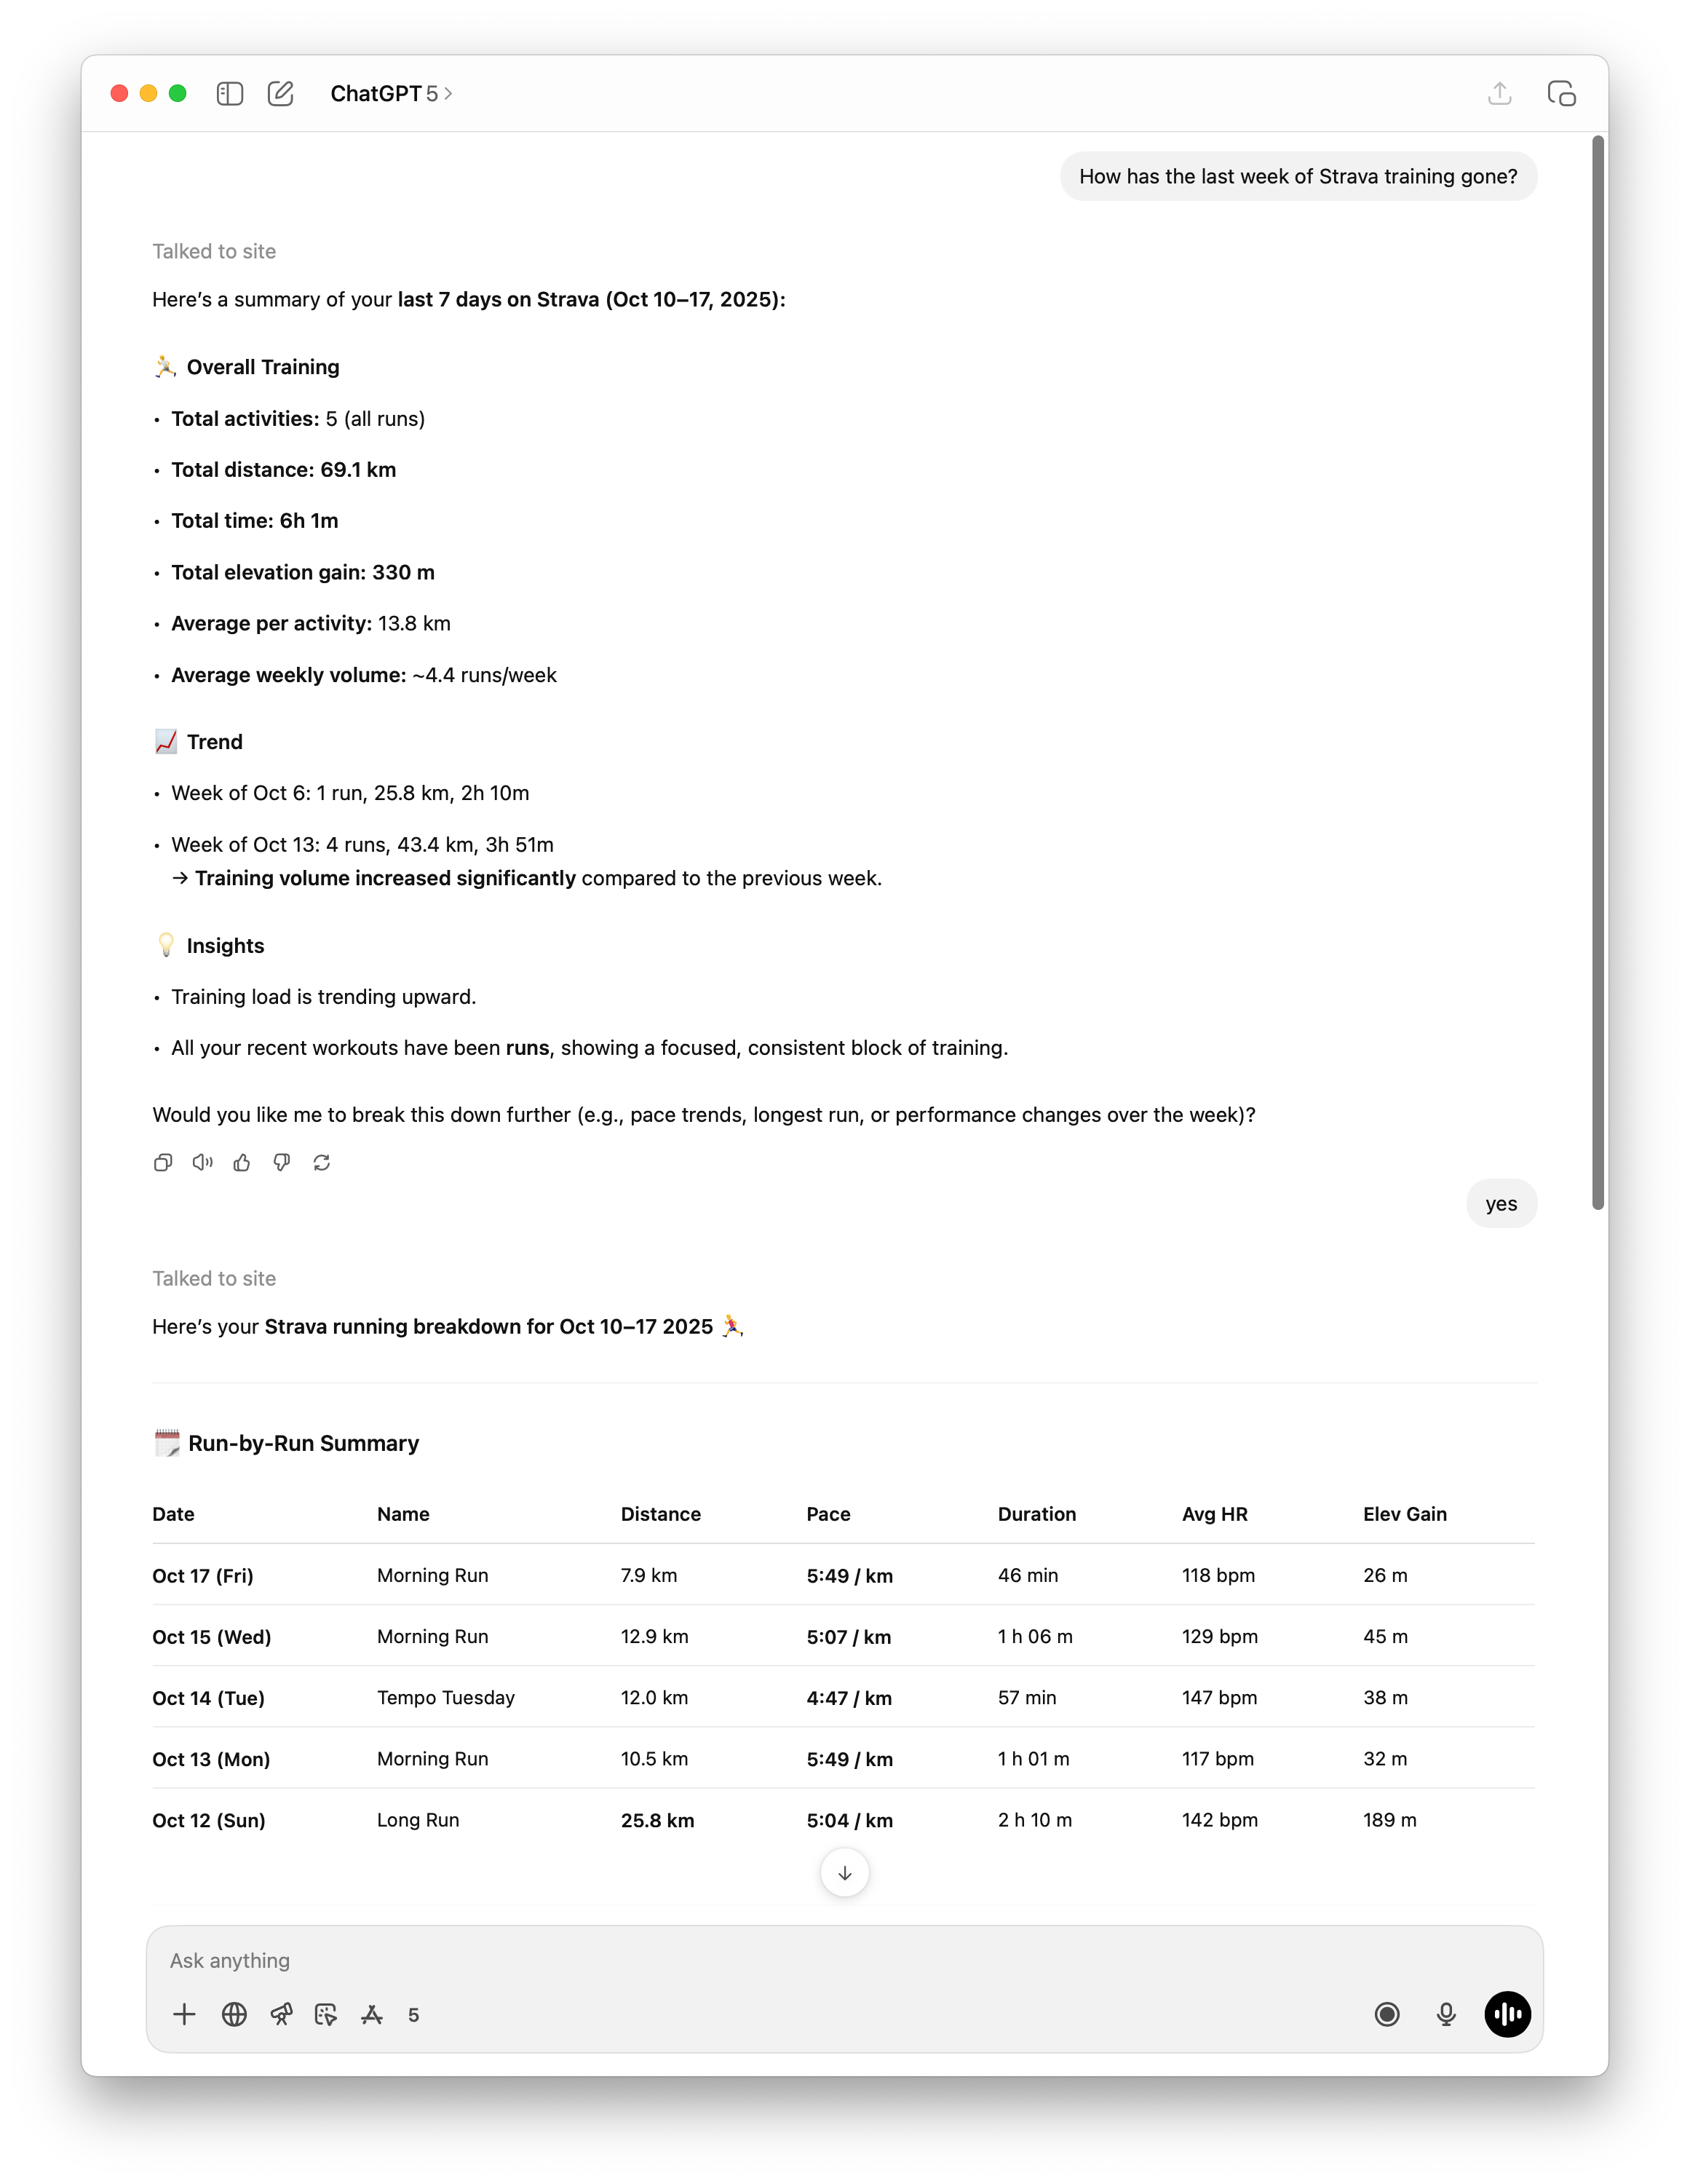 ChatGPT 5 >
How has the last week of Strava training gone?
Talked to site
Here’s a summary of your last 7 days on Strava (Oct 10–17, 2025):
🏃 Overall Training
• Total activities: 5 (all runs)
• Total distance: 69.1 km
• Total time: 6h 1m
• Total elevation gain: 330 m
• Average per activity: 13.8 km
• Average weekly volume: ~4.4 runs/week
📈 Trend
• Week of Oct 6: 1 run, 25.8 km, 2h 10m
• Week of Oct 13: 4 runs, 43.4 km, 3h 51m
→ Training volume increased significantly compared to the previous week.
💡 Insights
• Training load is trending upward.
• All your recent workouts have been runs, showing a focused, consistent block of training.
Would you like me to break this down further (e.g., pace trends, longest run, or performance changes over the week)?
yes
Talked to site
Here’s your Strava running breakdown for Oct 10–17 2025 🏃
🗓️ Run-by-Run Summary
Date Name Distance Pace Duration Avg HR Elev Gain
Oct 17 (Fri) Morning Run 7.9 km 5:49 / km 46 min 118 bpm 26 m
Oct 15 (Wed) Morning Run 12.9 km 5:07 / km 1 h 06 m 129 bpm 45 m
Oct 14 (Tue) Tempo Tuesday 12.0 km 4:47 / km 57 min 147 bpm 38 m
Oct 13 (Mon) Morning Run 10.5 km 5:49 / km 1 h 01 m 117 bpm 32 m
Oct 12 (Sun) Long Run 25.8 km 5:04 / km 2 h 10 m 142 bpm 189 m
Ask anything
5